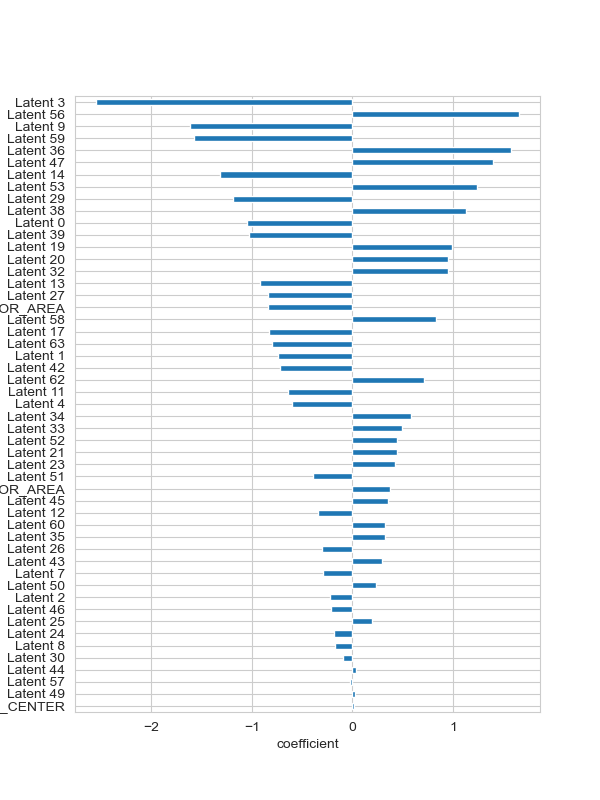 Latent 3
Latent 56
Latent 9
Latent 59
Latent 36
Latent 47
Latent 14
Latent 53
Latent 29
Latent 38
Latent 0
Latent 39
Latent 19
Latent 20
Latent 32
Latent 13
Latent 27
OR_AREA
Latent 58
Latent 17
Latent 63
Latent 1
Latent 42
Latent 62
Latent 11
Latent 4
Latent 34
Latent 33
Latent 52
Latent 21
Latent 23
Latent 51
OR_AREA
Latent 45
Latent 12
Latent 60
Latent 35
Latent 26
Latent 43
Latent 7
Latent 50
Latent 2
Latent 46
Latent 25
Latent 24
Latent 8
Latent 30
Latent 44
Latent 57
Latent 49
_CENTER
−2 −1 0 1
coefficient